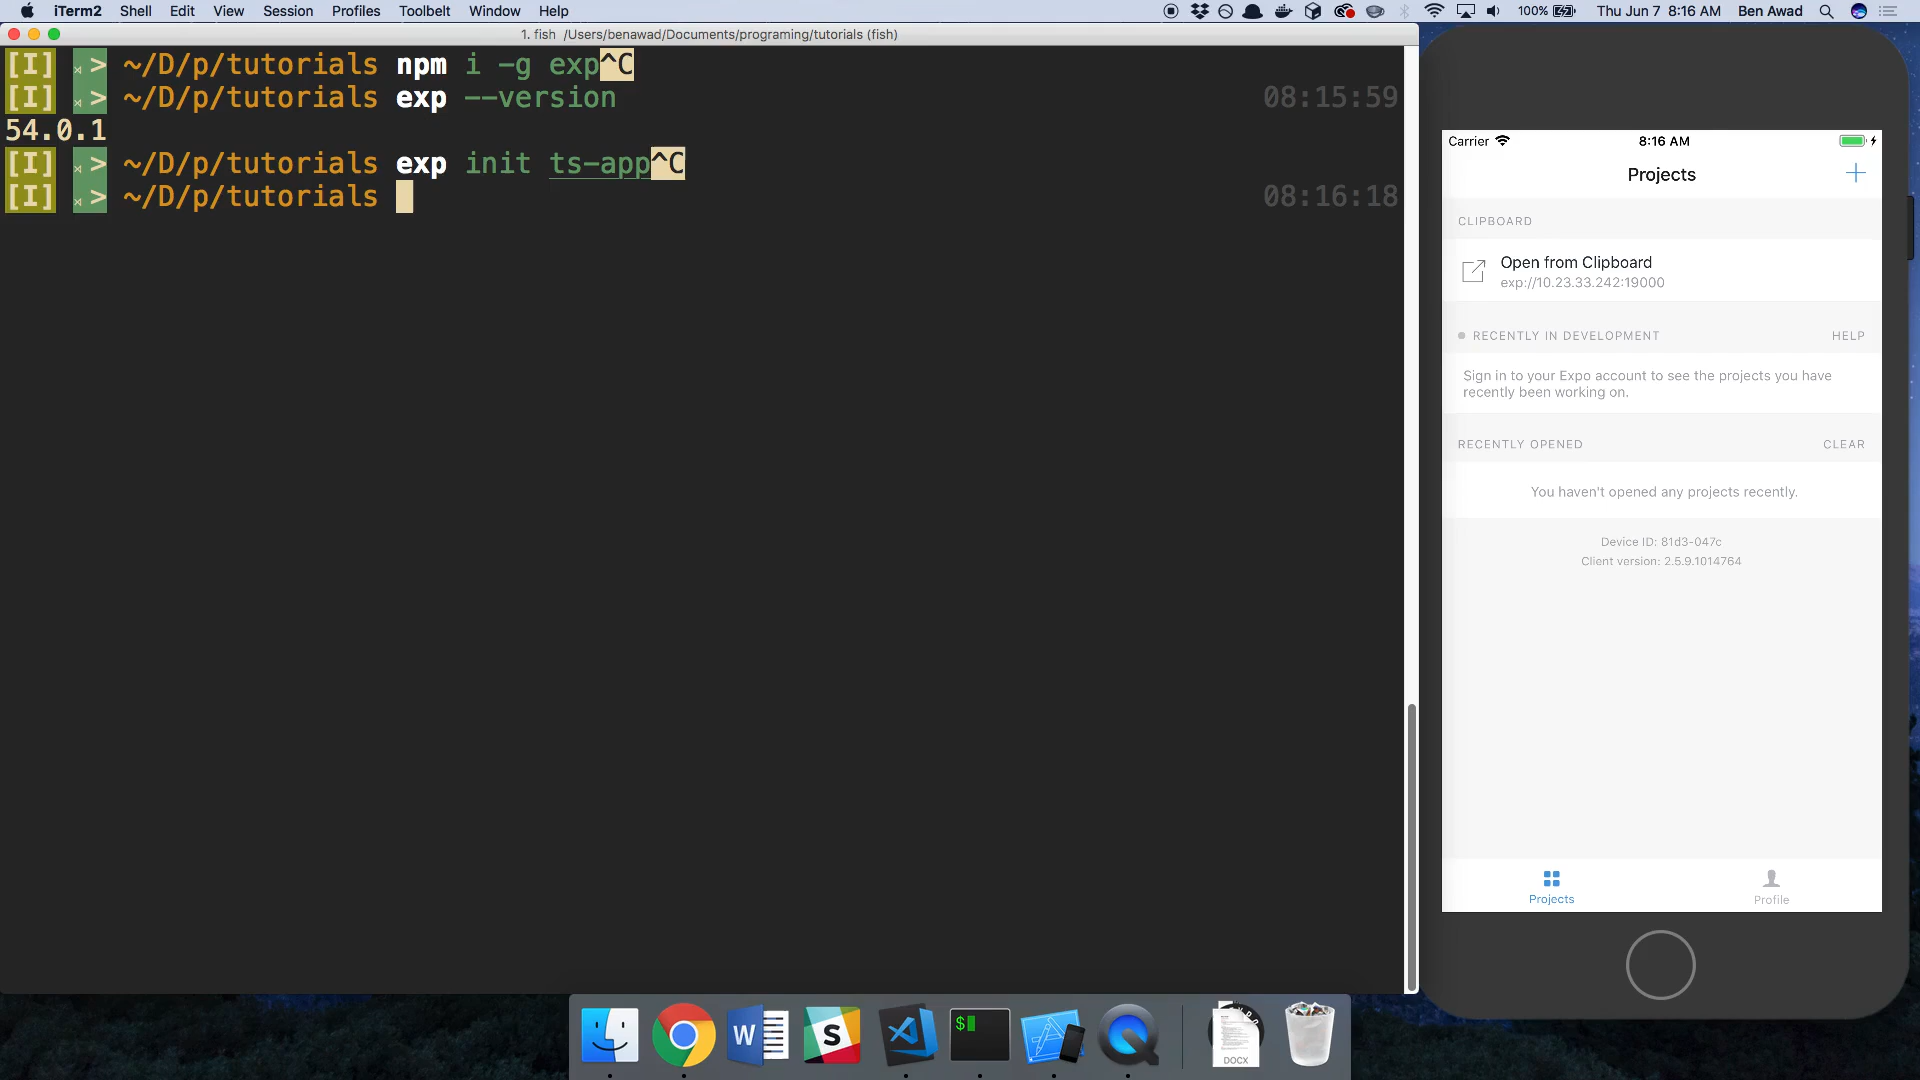 iTerm2 Shell Edit View Session Profiles Toolbelt Window Help 100% Thu Jun 7 8:16 AM Ben Awad
1. fish /Users/benawad/Documents/programing/tutorials (fish)
[I] > ~/D/p/tutorials npm i -g exp^C
[I] > ~/D/p/tutorials exp --version 08:15:59
54.0.1
[I] > ~/D/p/tutorials exp init ts-app^C
[I] > ~/D/p/tutorials 08:16:18
Carrier 8:16 AM
Projects
CLIPBOARD
Open from Clipboard
exp://10.23.33.242:19000
RECENTLY IN DEVELOPMENT HELP
Sign in to your Expo account to see the projects you have
recently been working on.
RECENTLY OPENED CLEAR
You haven't opened any projects recently.
Device ID: 81d3-047c
Client version: 2.5.9.1014764
Projects Profile
W
S
$
DOCX